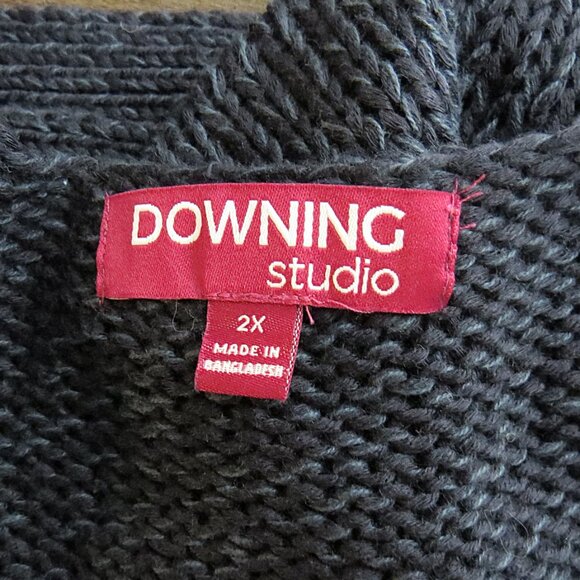 DOWNING
studio
2X
MADE IN
BANGLADESH